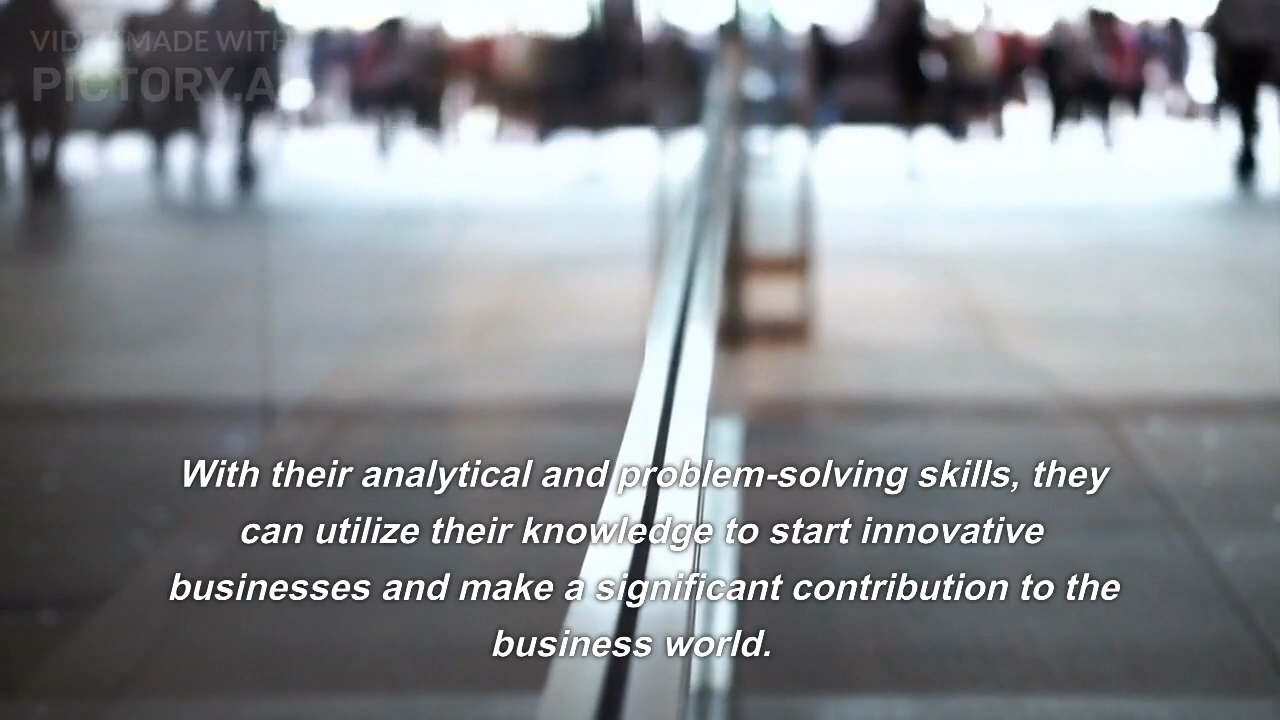 VIDEO MADE WITH
PICTORY.AI
With their analytical and problem-solving skills, they
can utilize their knowledge to start innovative
businesses and make a significant contribution to the
business world.